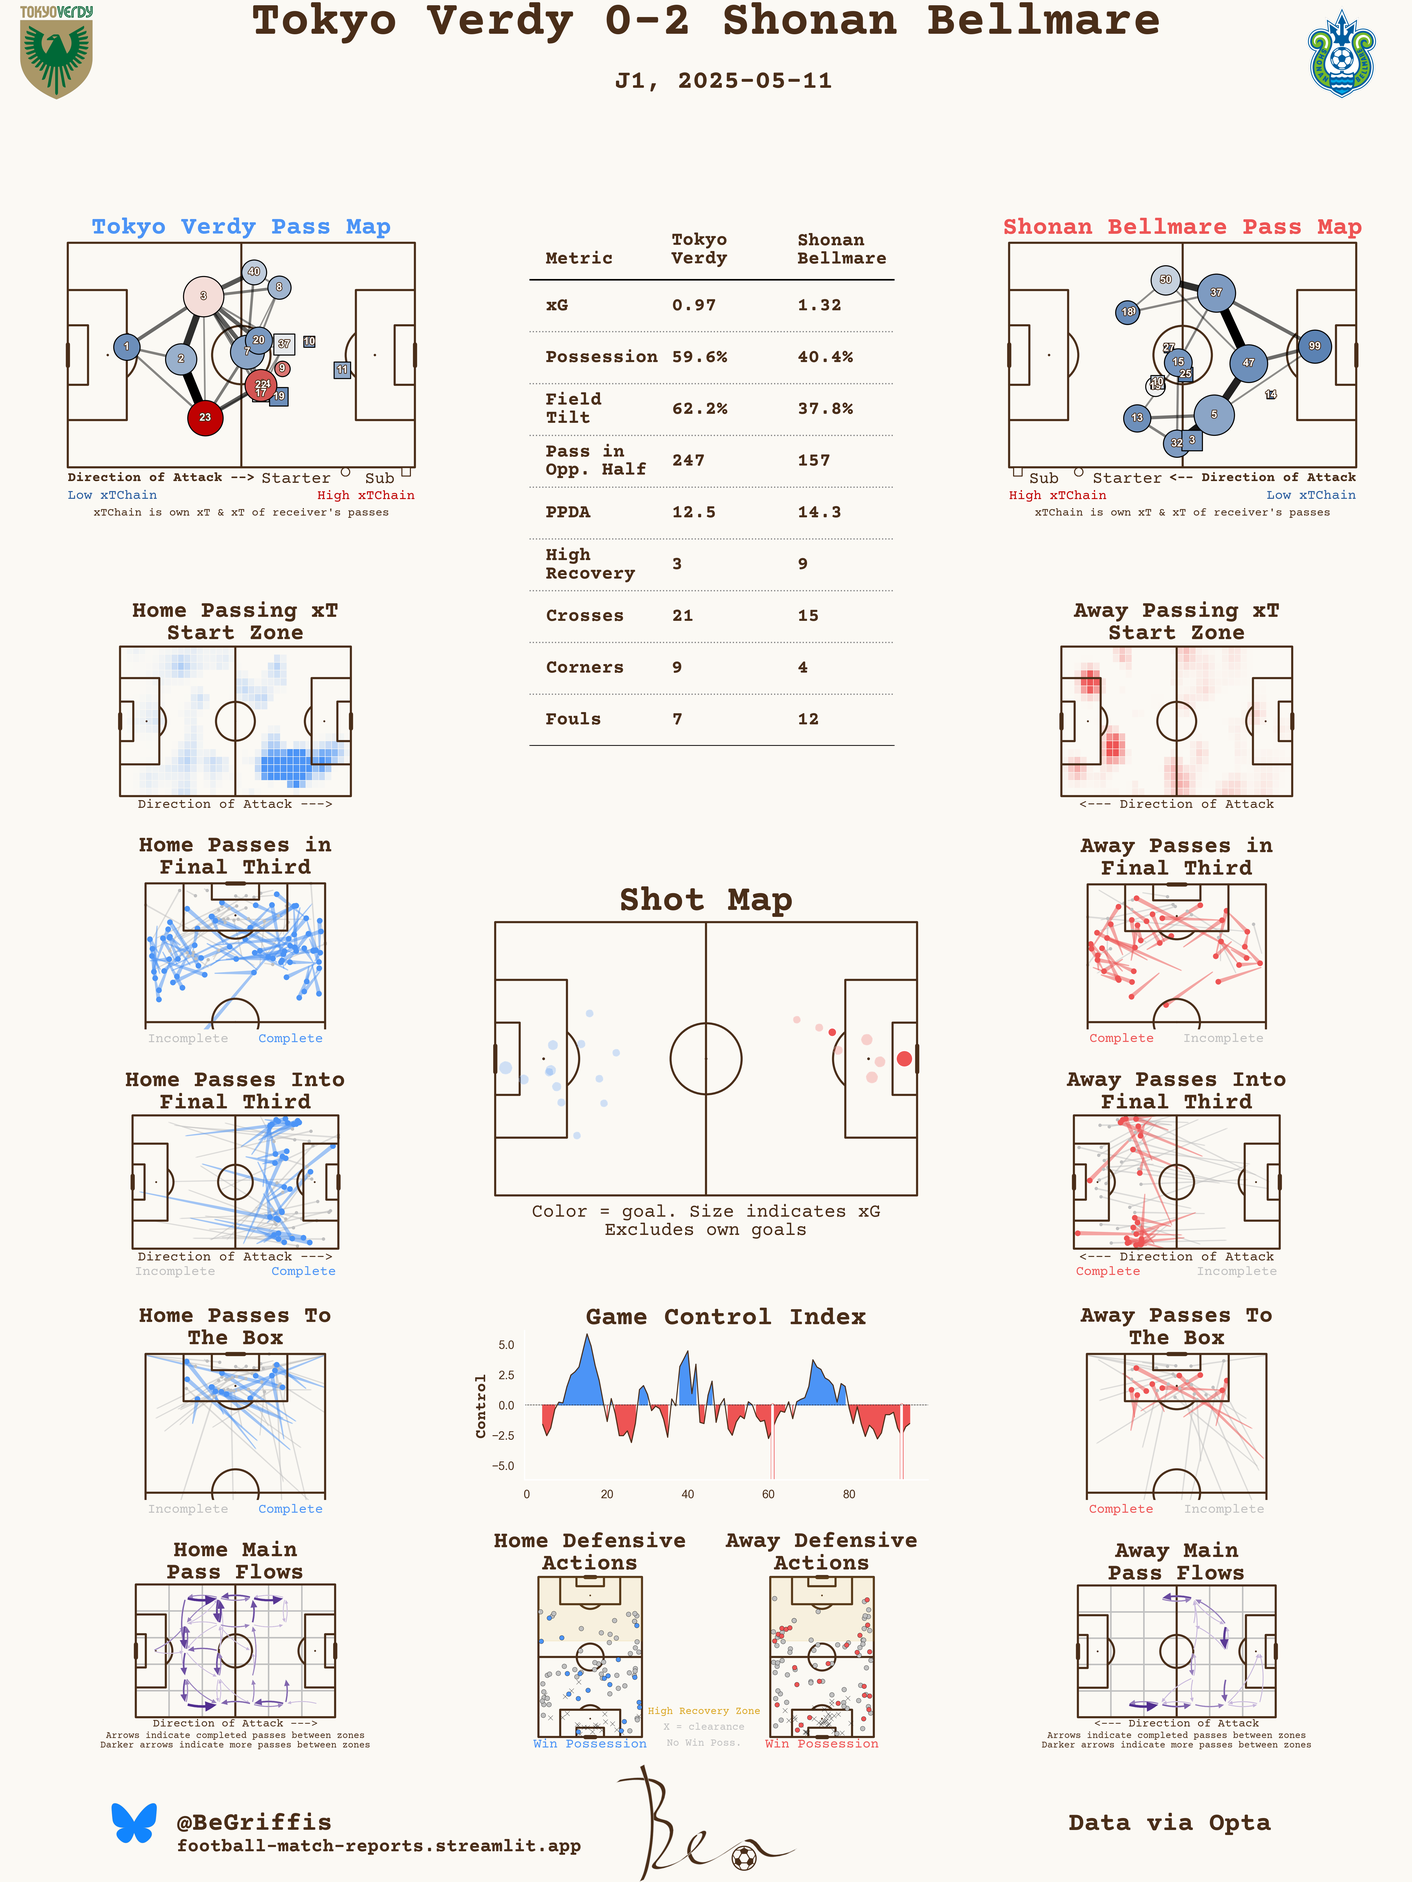 TOKYOVERDY
Tokyo Verdy 0-2 Shonan Bellmare
J1, 2025-05-11
Tokyo Verdy Pass Map
40
8
3
1
2
7
20
37
10
9
11
22
17
19
23
Direction of Attack --> Starter Sub
Low xTChain High xTChain
xTChain is own xT & xT of receiver's passes
Metric Tokyo Verdy Shonan Bellmare
xG 0.97 1.32
Possession 59.6% 40.4%
Field Tilt 62.2% 37.8%
Pass in Opp. Half 247 157
PPDA 12.5 14.3
High Recovery 3 9
Crosses 21 15
Corners 9 4
Fouls 7 12
Shonan Bellmare Pass Map
50
37
18
27
15
47
99
25
10
14
13
5
32
3
Sub Starter <-- Direction of Attack
High xTChain Low xTChain
xTChain is own xT & xT of receiver's passes
Home Passing xT
Start Zone
Direction of Attack --->
Away Passing xT
Start Zone
<--- Direction of Attack
Home Passes in
Final Third
Incomplete Complete
Away Passes in
Final Third
Complete Incomplete
Shot Map
Color = goal. Size indicates xG
Excludes own goals
Home Passes Into
Final Third
Direction of Attack --->
Incomplete Complete
Away Passes Into
Final Third
<--- Direction of Attack
Complete Incomplete
Home Passes To
The Box
Incomplete Complete
Game Control Index
Control
5.0
2.5
0.0
−2.5
−5.0
0 20 40 60 80
Away Passes To
The Box
Complete Incomplete
Home Main
Pass Flows
Direction of Attack --->
Arrows indicate completed passes between zones
Darker arrows indicate more passes between zones
Home Defensive
Actions
Win Possession
High Recovery Zone
X = clearance
No Win Poss.
Away Defensive
Actions
Win Possession
Away Main
Pass Flows
<--- Direction of Attack
Arrows indicate completed passes between zones
Darker arrows indicate more passes between zones
@BeGriffis
football-match-reports.streamlit.app
Ben
Data via Opta